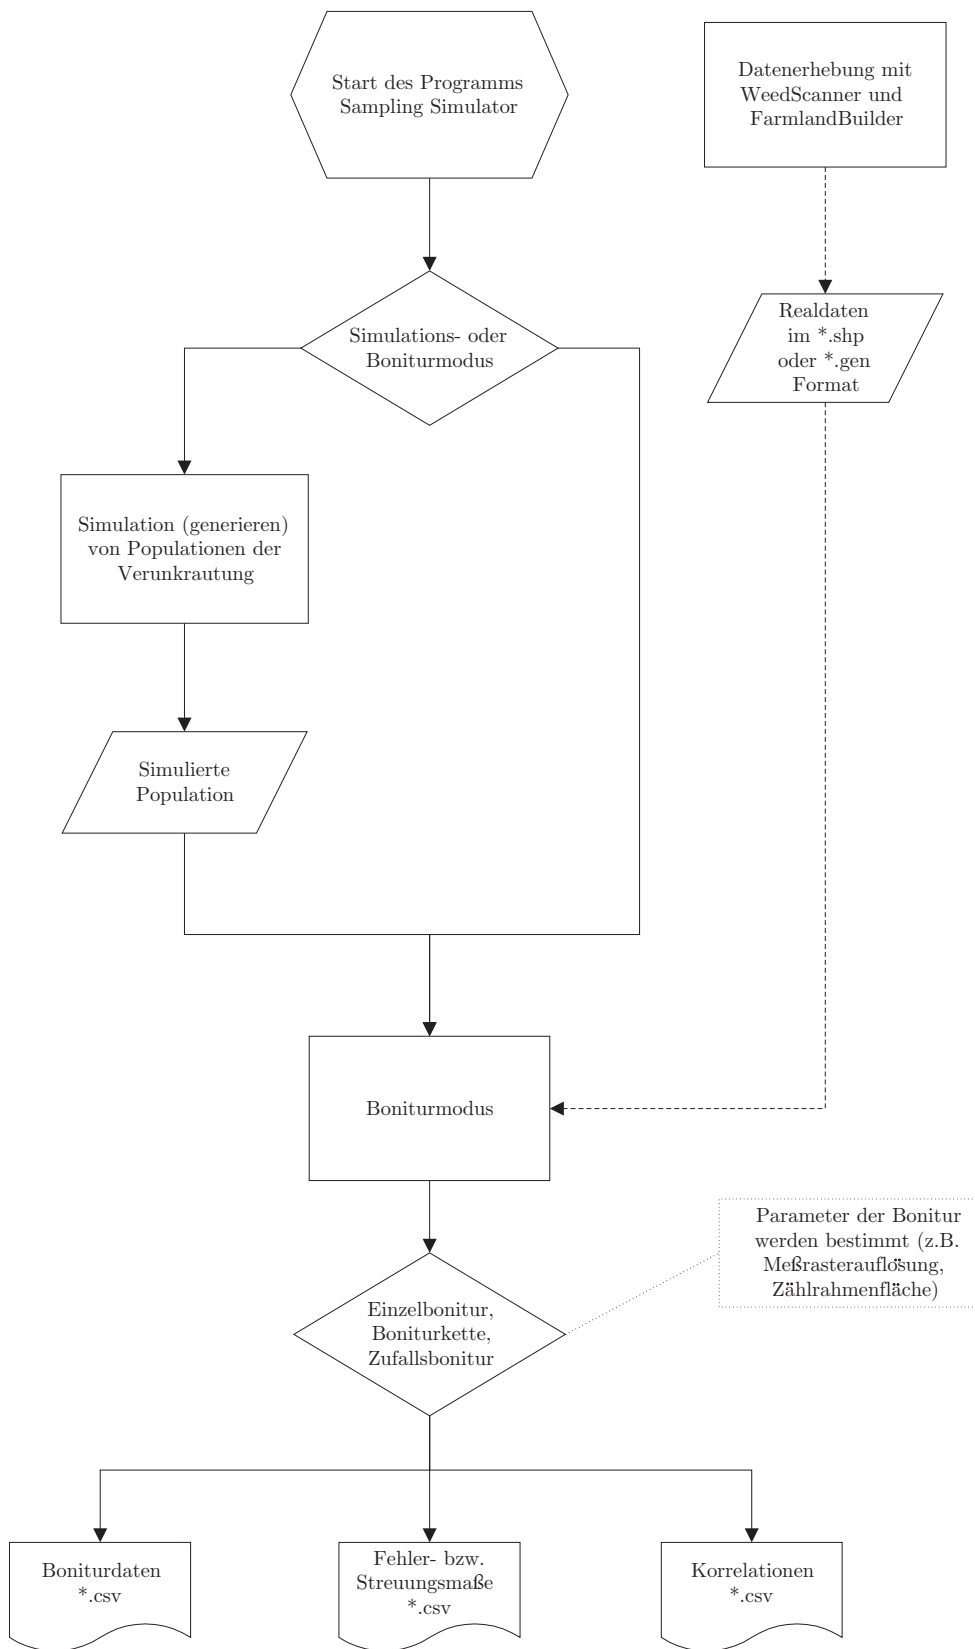 Start des Programms
Sampling Simulator
Datenerhebung mit
WeedScanner und
FarmlandBuilder
Simulations- oder
Boniturmodus
Realdaten
im *.shp
oder *.gen
Format
Simulation (generieren)
von Populationen der
Verunkrautung
Simulierte
Population
Boniturmodus
Parameter der Bonitur
werden bestimmt (z.B.
Meßrasterauflösung,
Zählrahmenfläche)
Einzelbonitur,
Boniturkette,
Zufallsbonitur
Boniturdaten
*.csv
Fehler- bzw.
Streuungsmaße
*.csv
Korrelationen
*.csv